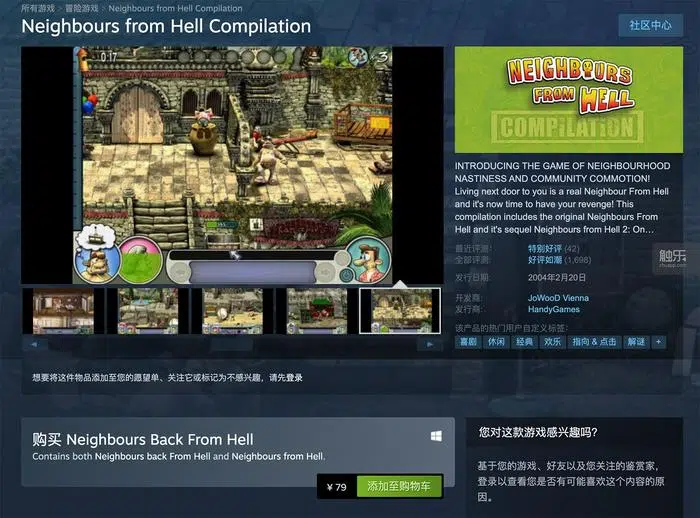 所有游戏 > 冒险游戏 > Neighbours from Hell Compilation
Neighbours from Hell Compilation
社区中心
0:17
3
NEIGHBOURS
FROM HELL
COMPILATION
INTRODUCING THE GAME OF NEIGHBOURHOOD
NASTINESS AND COMMUNITY COMMOTION!
Living next door to you is a real Neighbour From Hell
and it's now time to have your revenge! This
compilation includes the original Neighbours From
Hell and it's sequel Neighbours from Hell 2: On…
最近评测: 特别好评 (42)
全部评测: 好评如潮 (1,698)
触乐
chuapp.com
发行日期: 2004年2月20日
开发商: JoWooD Vienna
发行商: HandyGames
该产品的热门用户自定义标签:
喜剧 休闲 经典 欢乐 指向 & 点击 解谜 +
想要将这件物品添加至您的愿望单、关注它或标记为不感兴趣，请先登录
购买 Neighbours Back From Hell
Contains both Neighbours back From Hell and Neighbours from Hell.
¥ 79 添加至购物车
您对这款游戏感兴趣吗?
基于您的游戏、好友以及您关注的鉴赏家，
登录以查看您是否有可能喜欢这个内容的原
因。